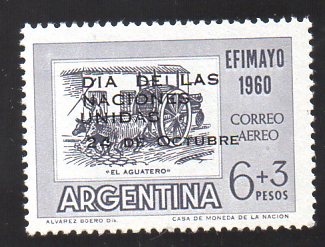 EFIMAYO
1960
DIA DE LAS
NACIONES
UNIDAS
24 DE OCTUBRE
CORREO
AEREO
"EL AGUATERO"
ARGENTINA
6+3
PESOS
ALVAREZ BOERO DIB.
CASA DE MONEDA DE LA NACION